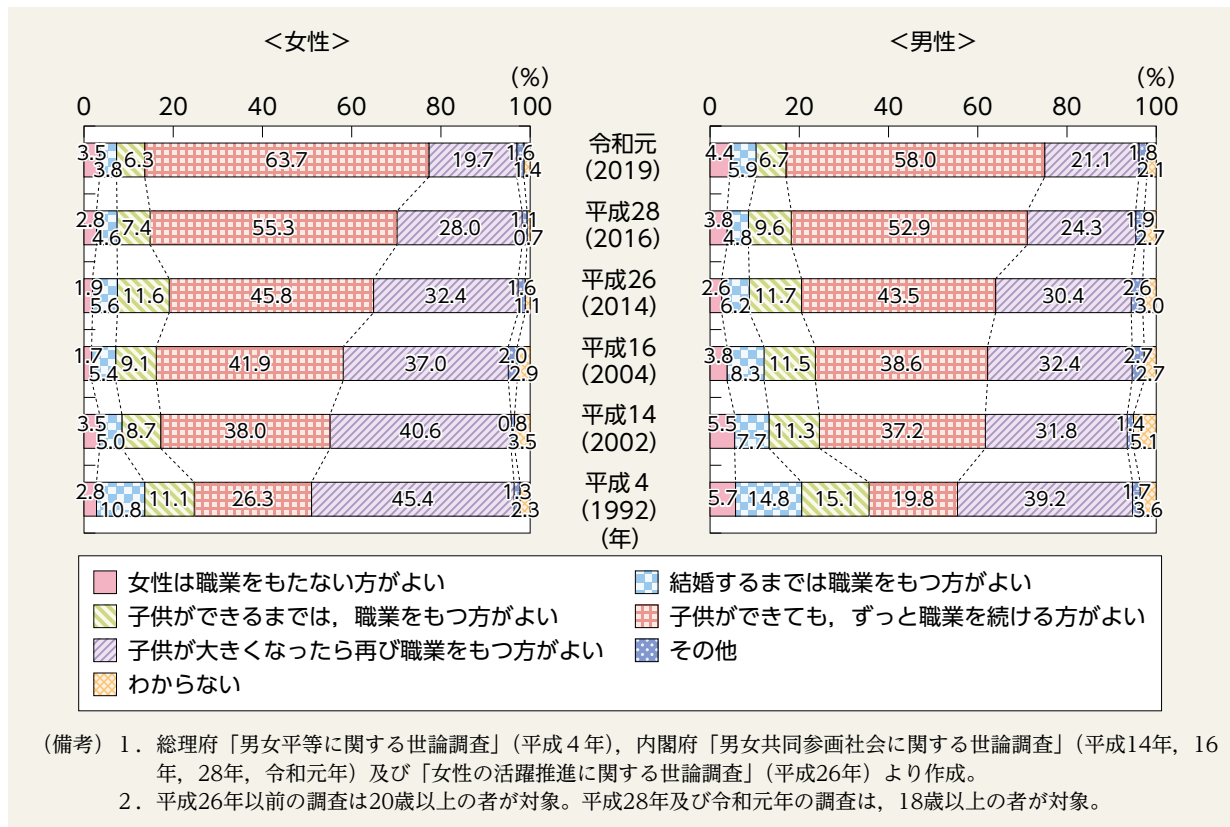 <女性>
<男性>
(%)
(%)
0 20 40 60 80 100
0 20 40 60 80 100
3.5 3.8 6.3 63.7 19.7 1.6 1.4
令和元
(2019)
4.4 5.9 6.7 58.0 21.1 1.8 2.1
2.8 4.6 7.4 55.3 28.0 1.1 0.7
平成28
(2016)
3.8 4.8 9.6 52.9 24.3 1.9 2.7
1.9 5.6 11.6 45.8 32.4 1.6 1.1
平成26
(2014)
2.6 6.2 11.7 43.5 30.4 2.6 3.0
1.7 5.4 9.1 41.9 37.0 2.0 2.9
平成16
(2004)
3.8 8.3 11.5 38.6 32.4 2.7 2.7
3.5 5.0 8.7 38.0 40.6 0.8 3.5
平成14
(2002)
5.5 7.7 11.3 37.2 31.8 1.4 5.1
2.8 10.8 11.1 26.3 45.4 1.3 2.3
平成4
(1992)
(年)
5.7 14.8 15.1 19.8 39.2 1.7 3.6
女性は職業をもたない方がよい
結婚するまでは職業をもつ方がよい
子供ができるまでは，職業をもつ方がよい
子供ができても，ずっと職業を続ける方がよい
子供が大きくなったら再び職業をもつ方がよい
その他
わからない
（備考）1．総理府「男女平等に関する世論調査」（平成４年），内閣府「男女共同参画社会に関する世論調査」（平成14年，16
年，28年，令和元年）及び「女性の活躍推進に関する世論調査」（平成26年）より作成。
2．平成26年以前の調査は20歳以上の者が対象。平成28年及び令和元年の調査は，18歳以上の者が対象。